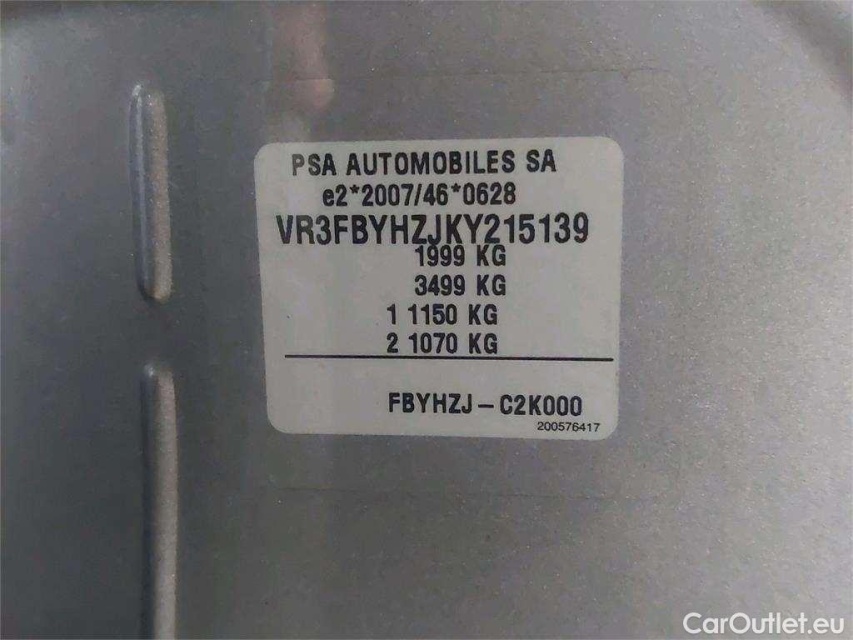 PSA AUTOMOBILES SA
e2*2007/46*0628
VR3FBYHZJKY215139
1999 KG
3499 KG
1 1150 KG
2 1070 KG
FBYHZJ – C2K000
200576417
CarOutlet.eu